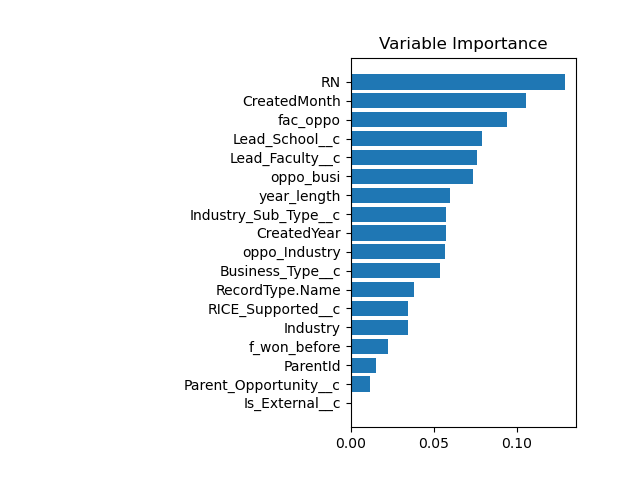 Variable Importance
RN
CreatedMonth
fac_oppo
Lead_School__c
Lead_Faculty__c
oppo_busi
year_length
Industry_Sub_Type__c
CreatedYear
oppo_Industry
Business_Type__c
RecordType.Name
RICE_Supported__c
Industry
f_won_before
ParentId
Parent_Opportunity__c
Is_External__c
0.00 0.05 0.10